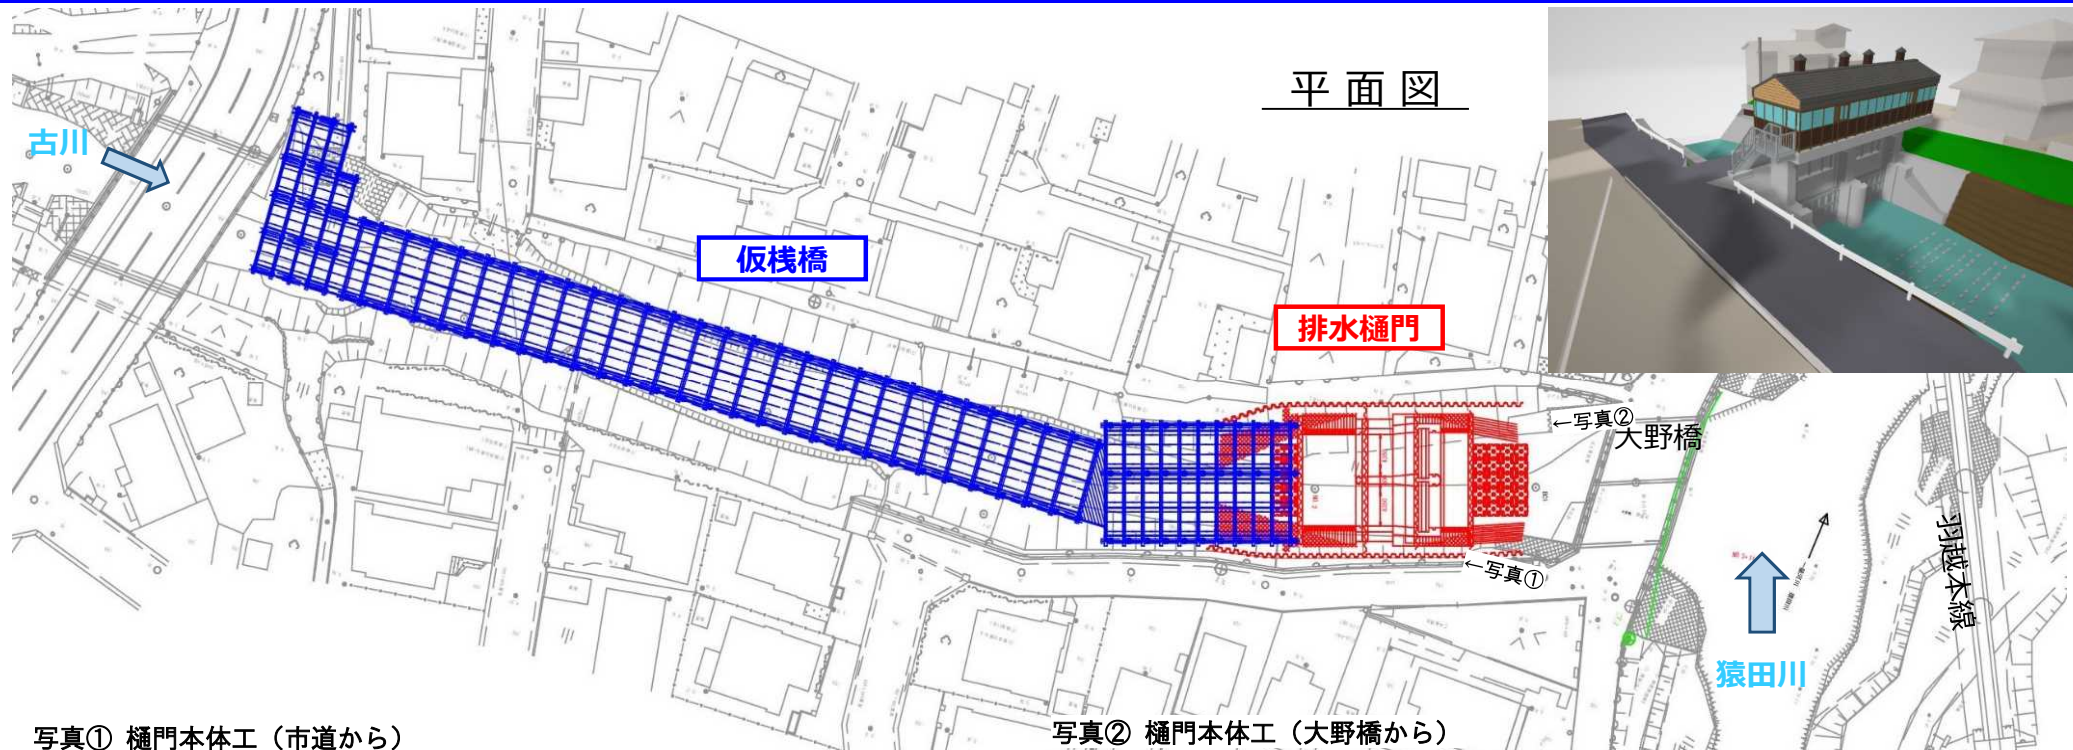 平面図
古川
仮桟橋
排水樋門
←写真②
大野橋
←写真①
羽越本線
猿田川
写真① 樋門本体工（市道から）
写真② 樋門本体工（大野橋から）